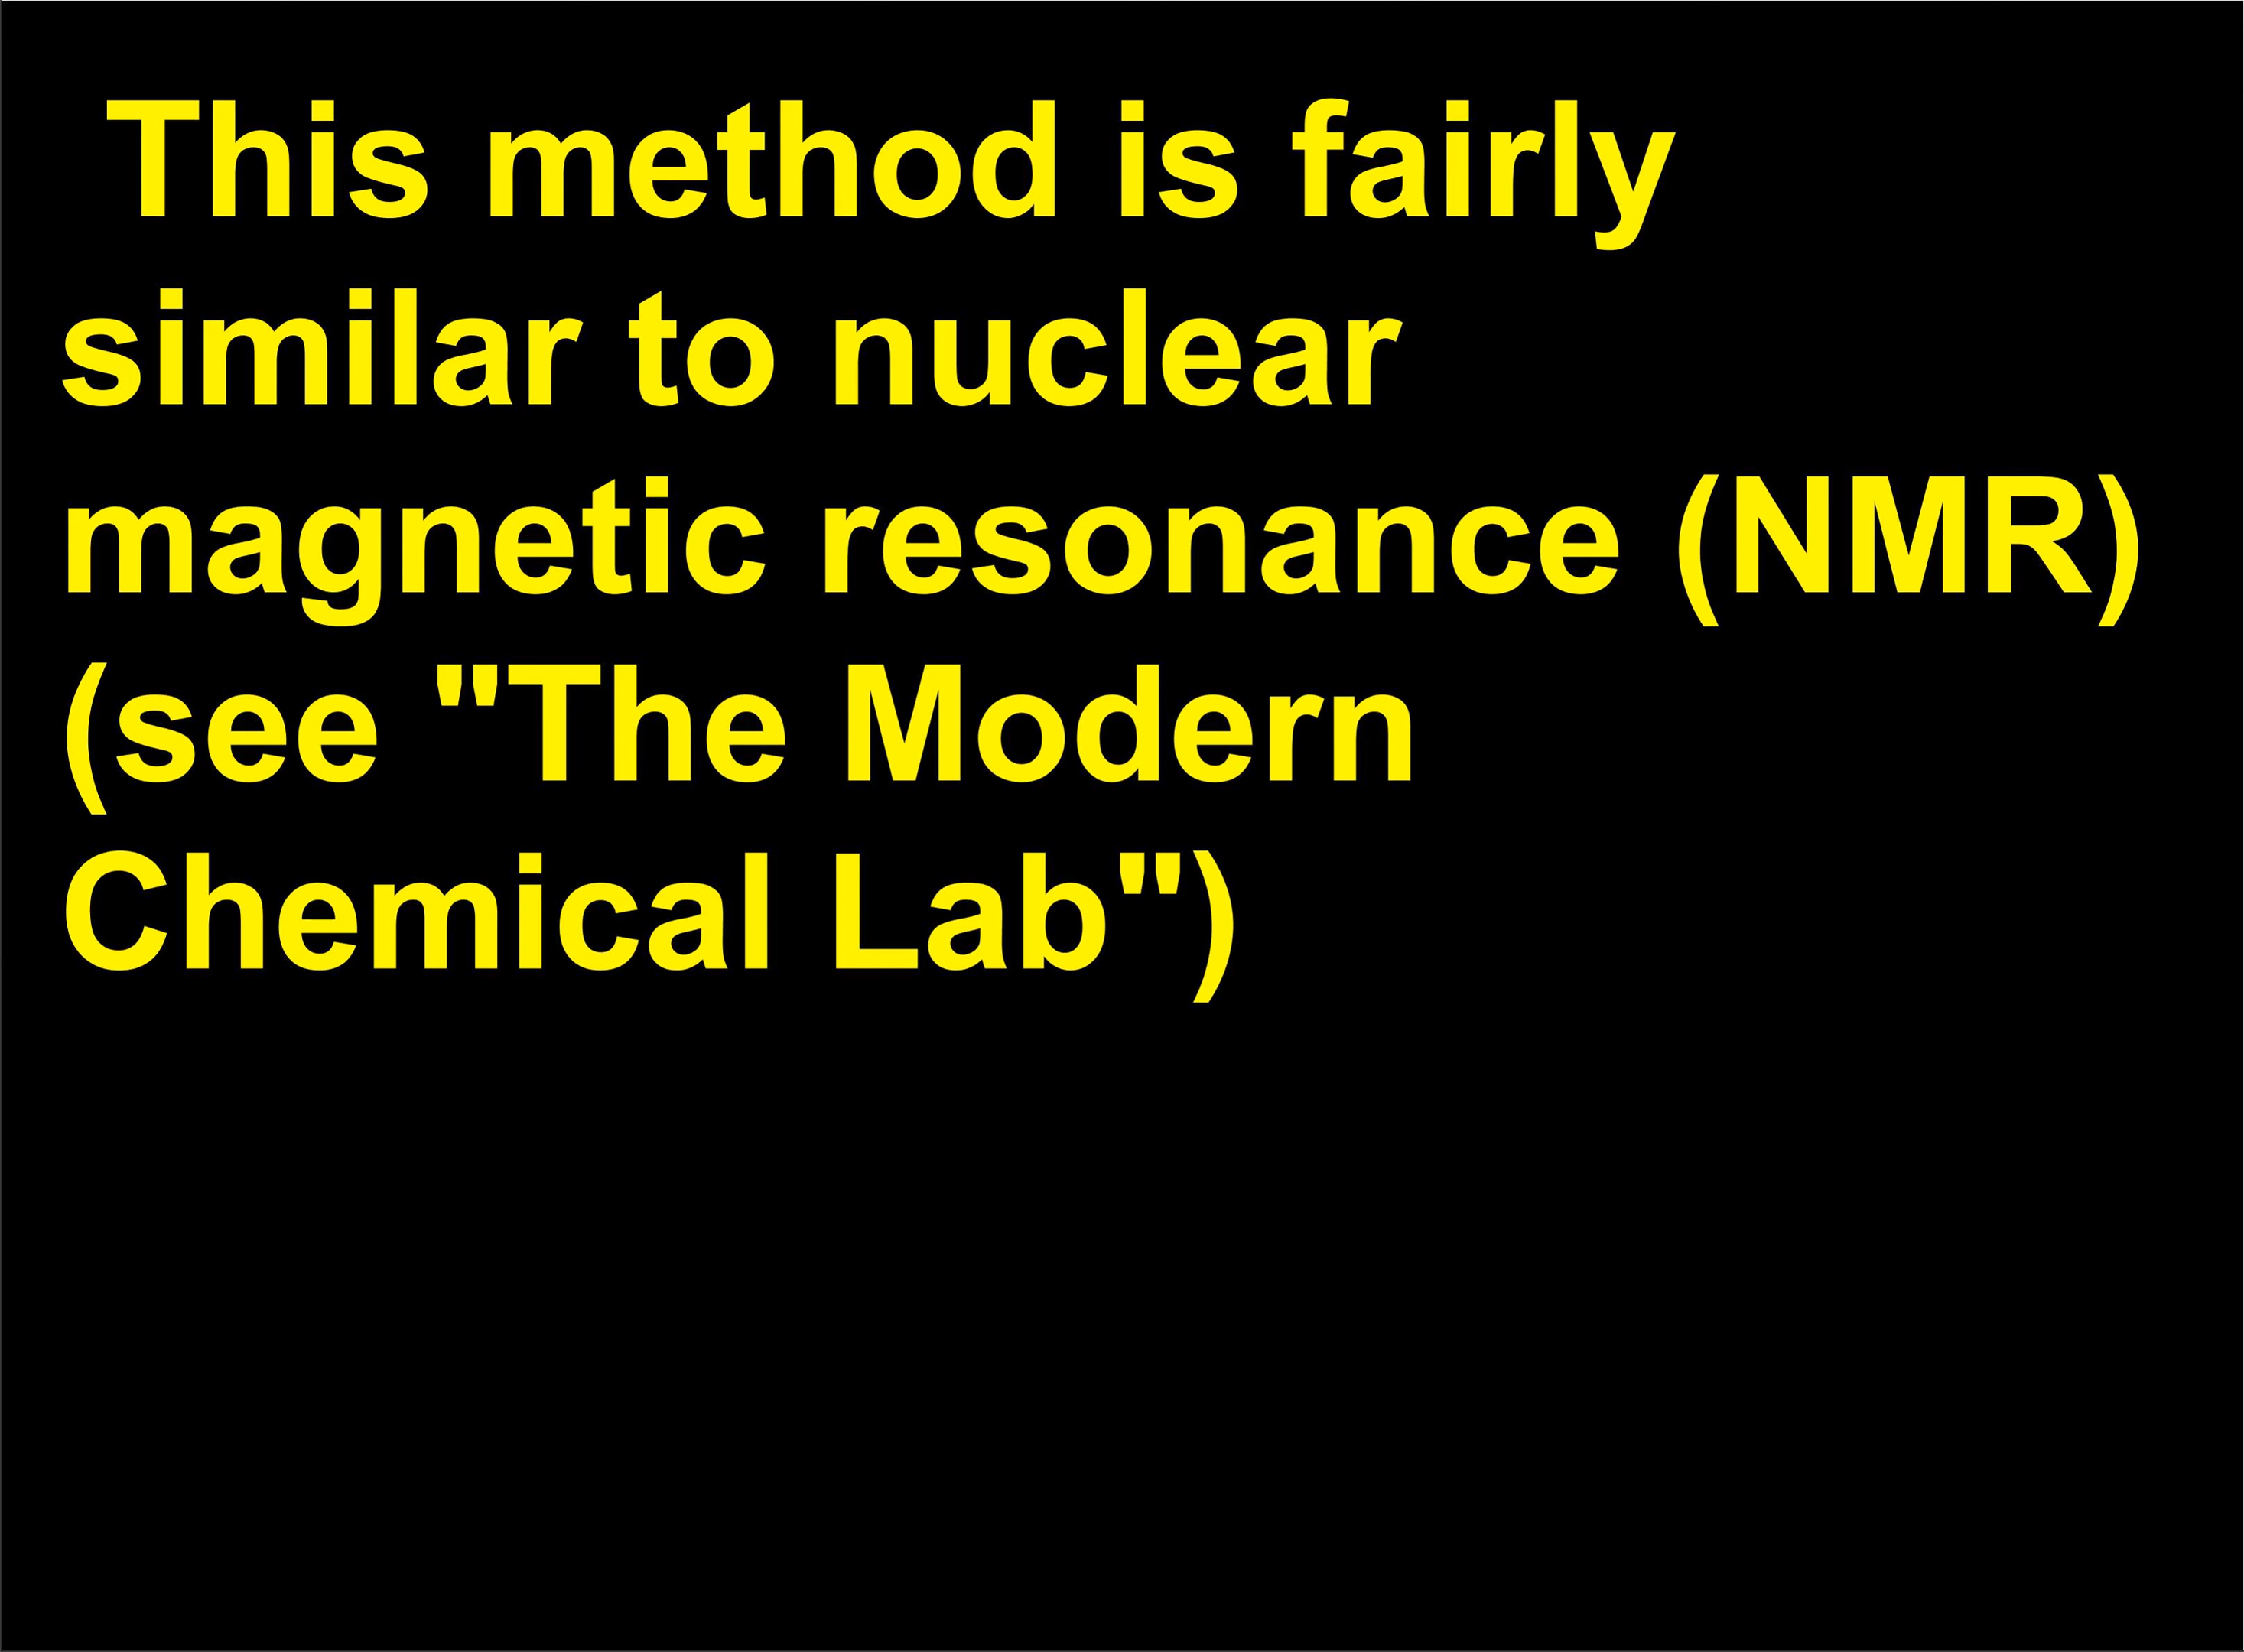 This method is fairly
similar to nuclear
magnetic resonance (NMR)
(see "The Modern
Chemical Lab")